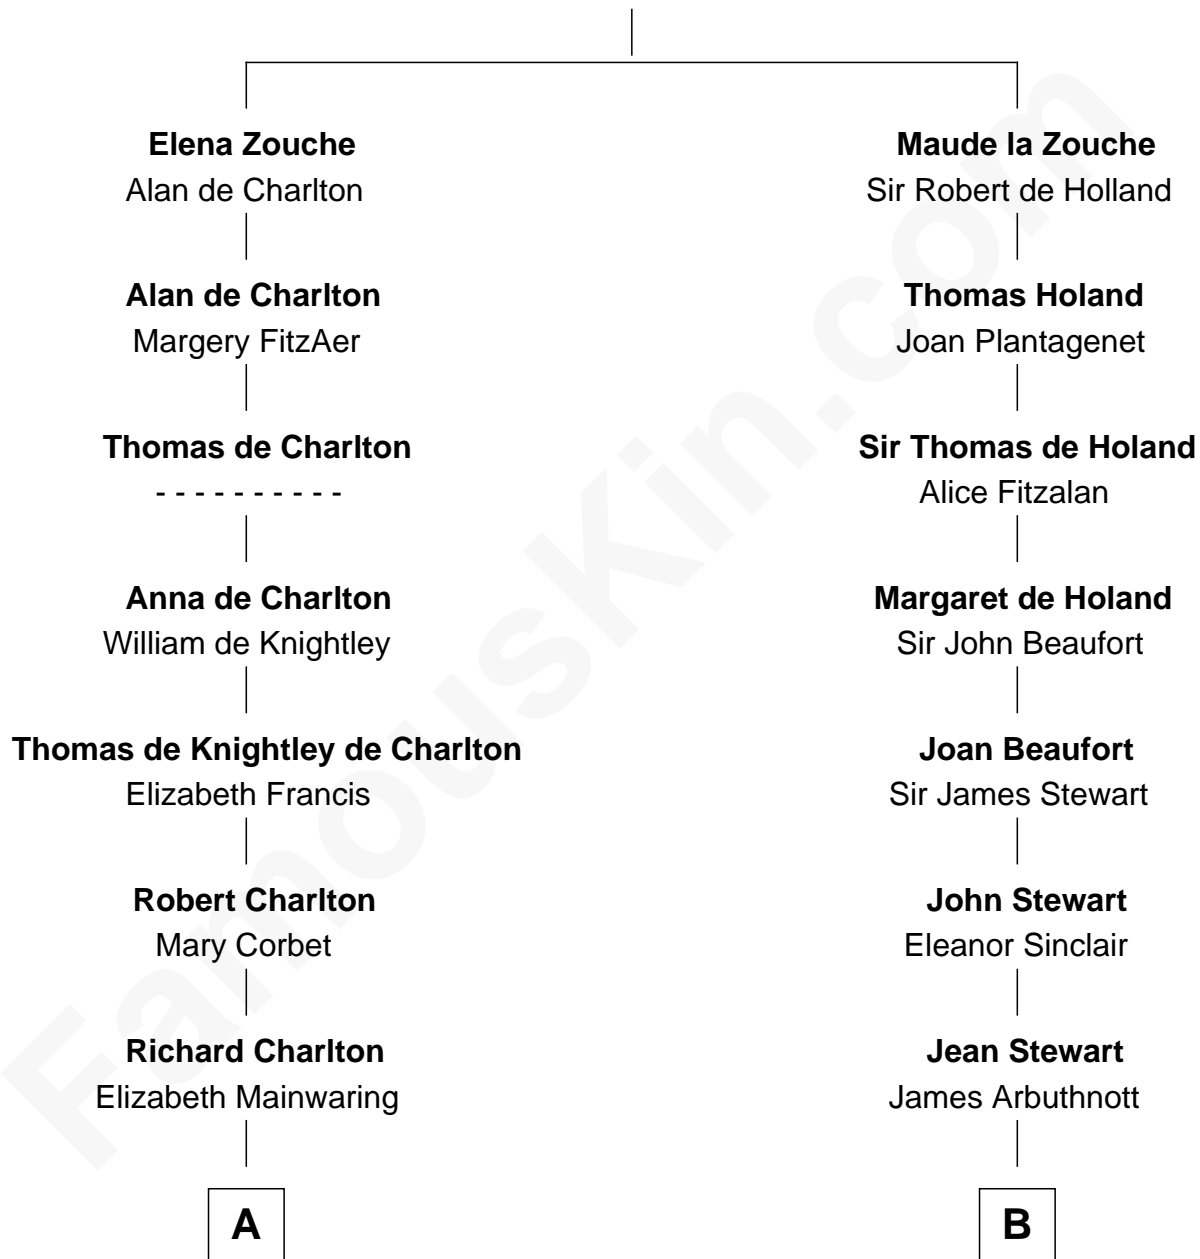 Elena Zouche
Alan de Charlton
Maude la Zouche
Sir Robert de Holland
Alan de Charlton
Margery FitzAer
Thomas Holand
Joan Plantagenet
Thomas de Charlton
- - - - - - - - - -
Sir Thomas de Holand
Alice Fitzalan
Anna de Charlton
William de Knightley
Margaret de Holand
Sir John Beaufort
Thomas de Knightley de Charlton
Elizabeth Francis
Joan Beaufort
Sir James Stewart
Robert Charlton
Mary Corbet
John Stewart
Eleanor Sinclair
Richard Charlton
Elizabeth Mainwaring
Jean Stewart
James Arbuthnott
A
B
FamousKin.com